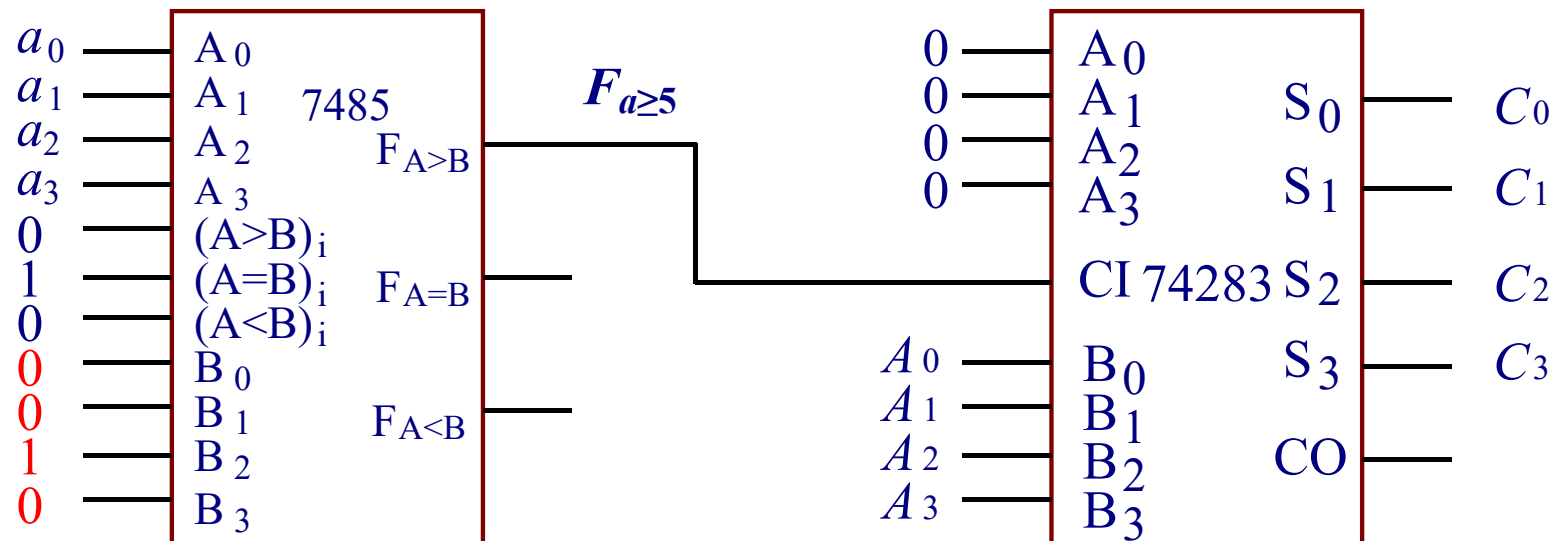 a0 A0 0 A0
a1 A1 7485 Fa≥5 0 A1 S0 C0
a2 A2 FA>B 0 A2
a3 A3 0 A3 S1 C1
0 (A>B)i
1 (A=B)i FA=B CI 74283 S2 C2
0 (A<B)i
0 B0 A0 B0 S3 C3
0 B1 FA<B A1 B1
1 B2 A2 B2 CO
0 B3 A3 B3